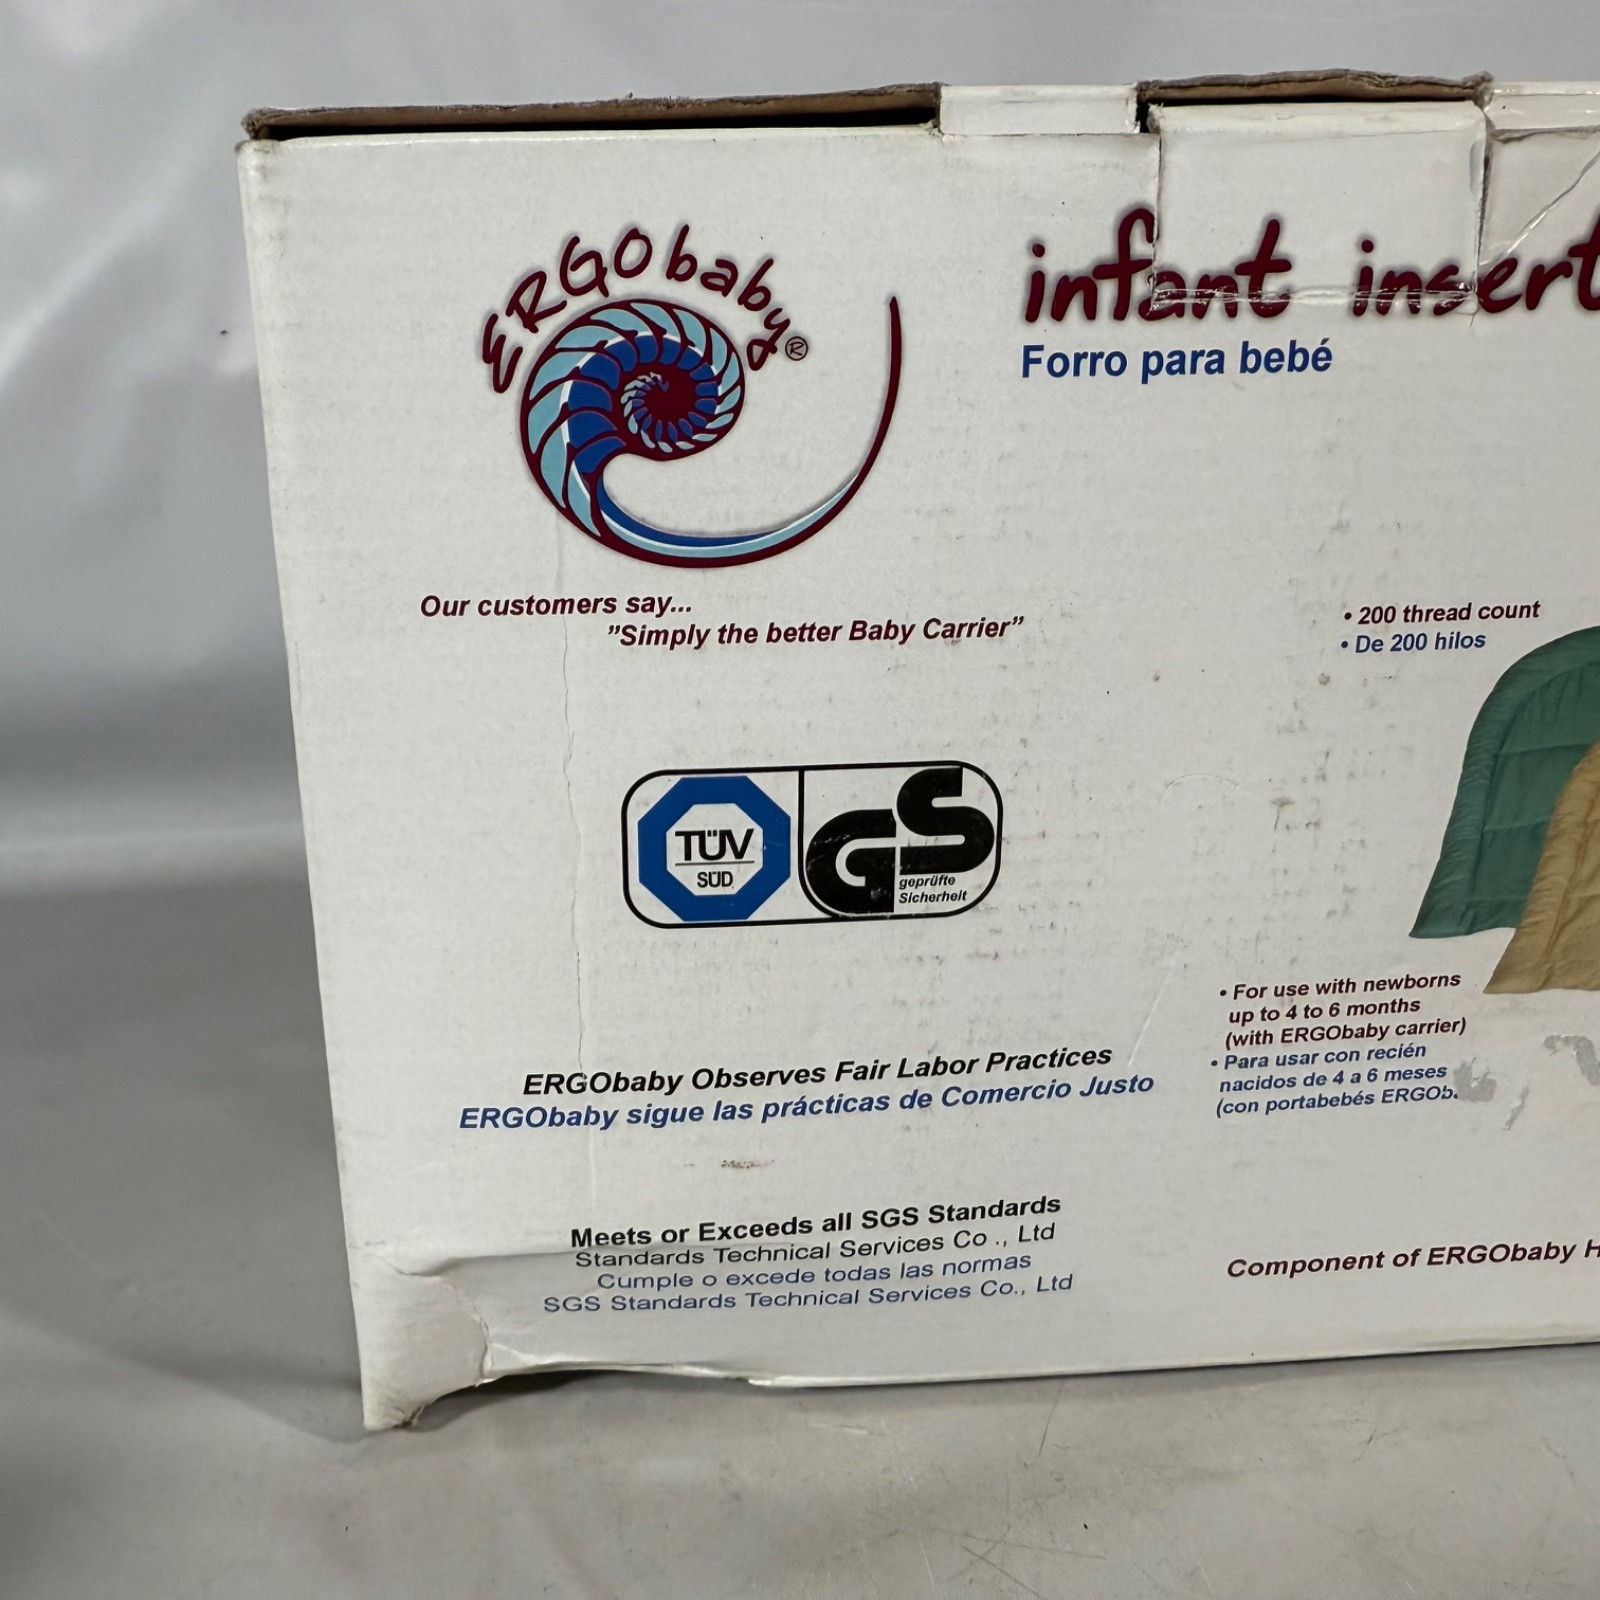 ERGObaby®
infant insert
Forro para bebé
Our customers say...
”Simply the better Baby Carrier”
• 200 thread count
• De 200 hilos
TÜV
SÜD
GS
geprüfte
Sicherheit
• For use with newborns
up to 4 to 6 months
(with ERGObaby carrier)
• Para usar con recién
nacidos de 4 a 6 meses
(con portabebés
ERGObaby Observes Fair Labor Practices
ERGObaby sigue las prácticas de Comercio Justo
Meets or Exceeds all SGS Standards
Standards Technical Services Co ., Ltd
Cumple o excede todas las normas
SGS Standards Technical Services Co., Ltd
Component of ERGObaby